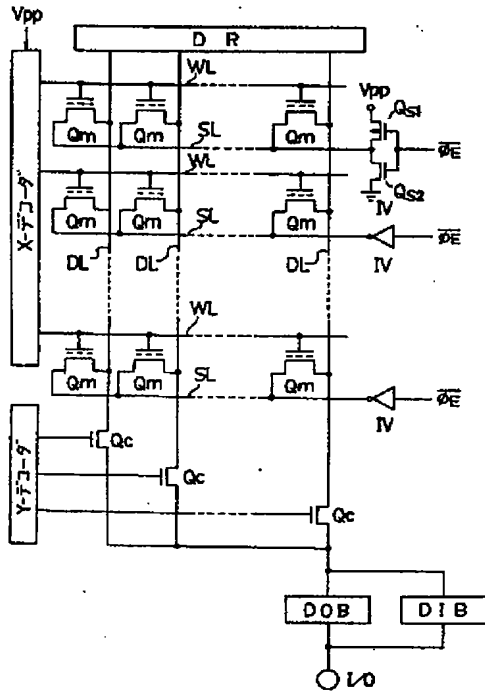 Vpp
D R
WL
Vpp
QS1
Qm Qm SL Qm
φE
WL
QS2
IV
X-デコーダ
Qm Qm SL Qm
φE
DL DL DL IV
WL
Qm Qm SL Qm
φE
IV
Y-デコーダ
Qc
Qc
Qc
DOB DIB
I/O